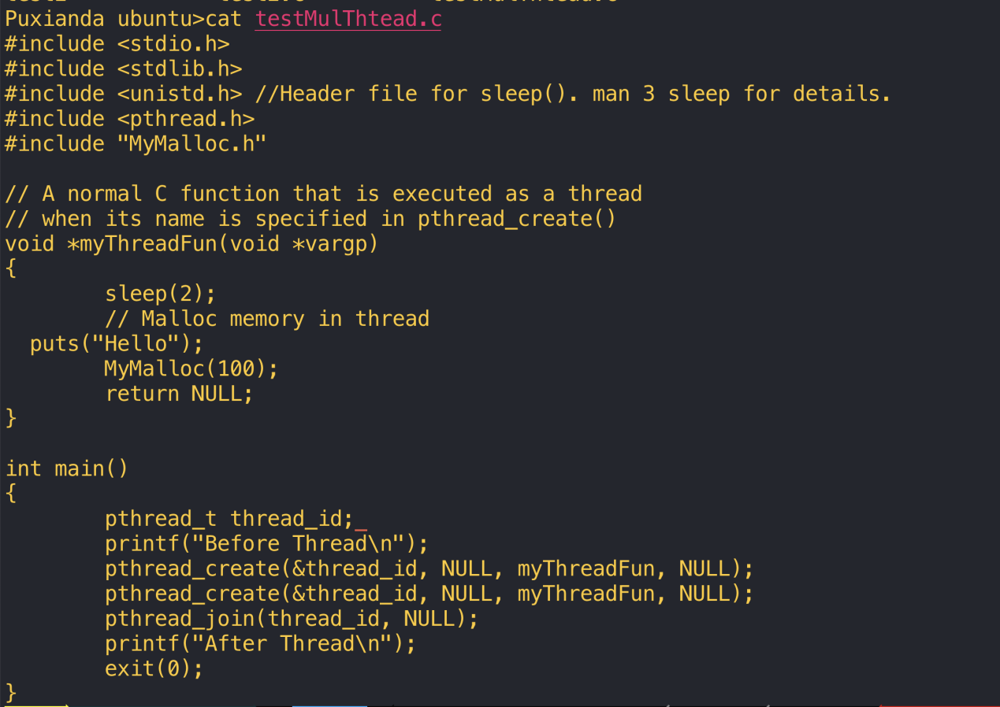 Puxianda ubuntu>cat testMulThtead.c
#include <stdio.h>
#include <stdlib.h>
#include <unistd.h> //Header file for sleep(). man 3 sleep for details.
#include <pthread.h>
#include "MyMalloc.h"

// A normal C function that is executed as a thread
// when its name is specified in pthread_create()
void *myThreadFun(void *vargp)
{
        sleep(2);
        // Malloc memory in thread
  puts("Hello");
        MyMalloc(100);
        return NULL;
}

int main()
{
        pthread_t thread_id;_
        printf("Before Thread\n");
        pthread_create(&thread_id, NULL, myThreadFun, NULL);
        pthread_create(&thread_id, NULL, myThreadFun, NULL);
        pthread_join(thread_id, NULL);
        printf("After Thread\n");
        exit(0);
}